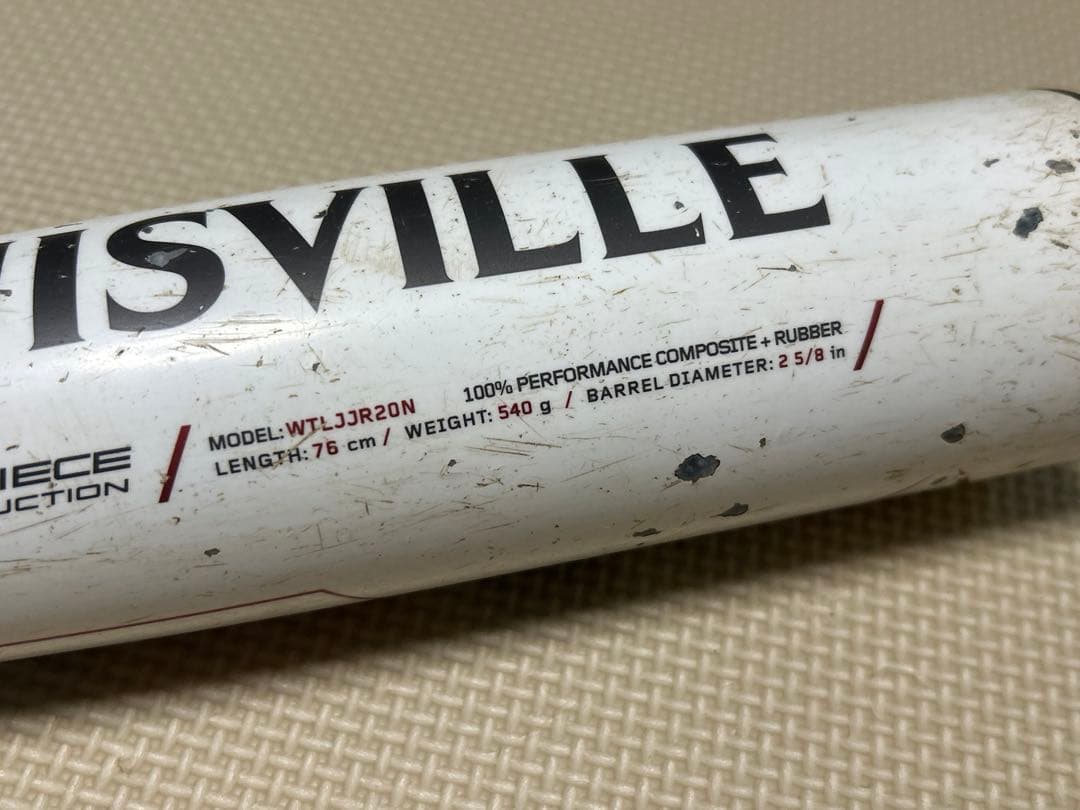 ISVILLE
100% PERFORMANCE COMPOSITE + RUBBER
MODEL:WTLJJR20N
LENGTH: 76 cm / WEIGHT: 540 g / BARREL DIAMETER: 2 5/8 in
IECE
UCTION